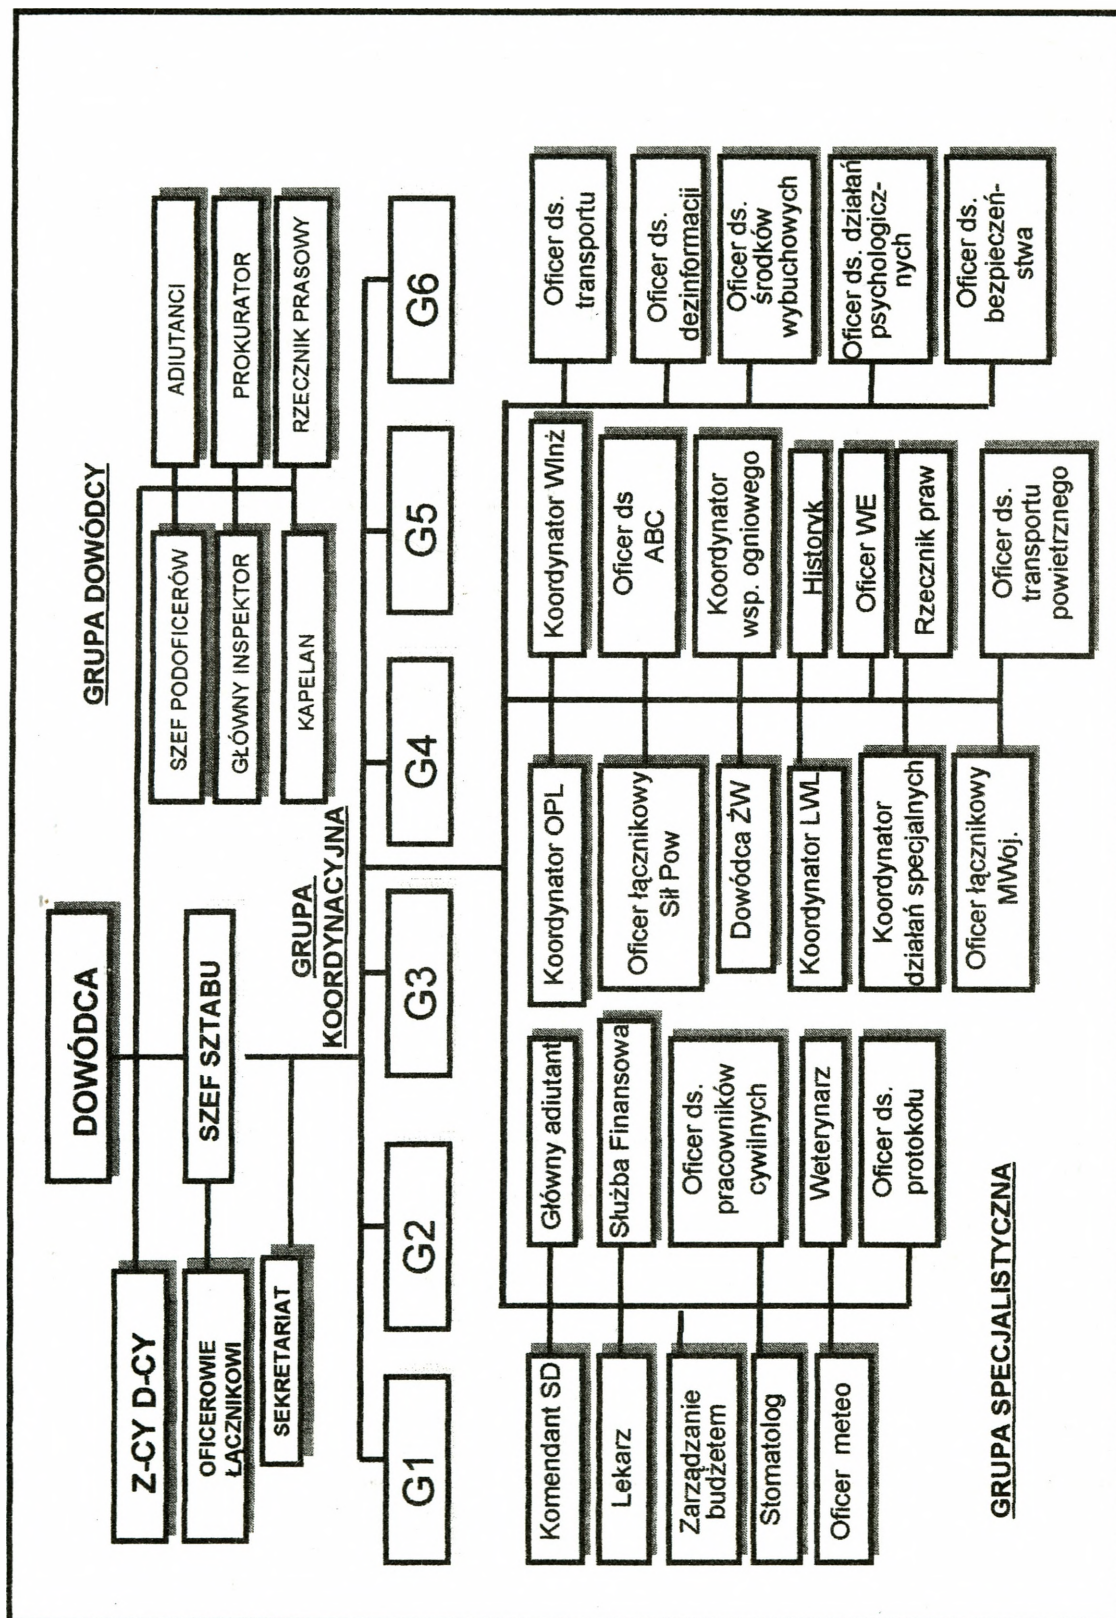 DOWÓDCA
GRUPA DOWÓDCY
Z-CY D-CY
SZEF SZTABU
SZEF PODOFICERÓW
ADIUTANCI
OFICEROWIE
ŁĄCZNIKOWI
GŁÓWNY INSPEKTOR
PROKURATOR
SEKRETARIAT
KAPELAN
RZECZNIK PRASOWY
GRUPA
KOORDYNACYJNA
G1
G2
G3
G4
G5
G6
Komendant SD
Główny adiutant
Lekarz
Służba Finansowa
Zarządzanie
budżetem
Oficer ds.
pracowników
cywilnych
Stomatolog
Weterynarz
Oficer meteo
Oficer ds.
protokołu
Koordynator OPL
Koordynator WInż
Oficer łącznikowy
Sił Pow
Oficer ds
ABC
Dowódca ŻW
Koordynator
wsp. ogniowego
Koordynator LWL
Historyk
Oficer WE
Koordynator
działań specjalnych
Rzecznik praw
Oficer łącznikowy
MWoj.
Oficer ds.
transportu
powietrznego
Oficer ds.
transportu
Oficer ds.
dezinformacji
Oficer ds.
środków
wybuchowych
Oficer ds. działań
psychologicz-
nych
Oficer ds.
bezpieczeń-
stwa
GRUPA SPECJALISTYCZNA